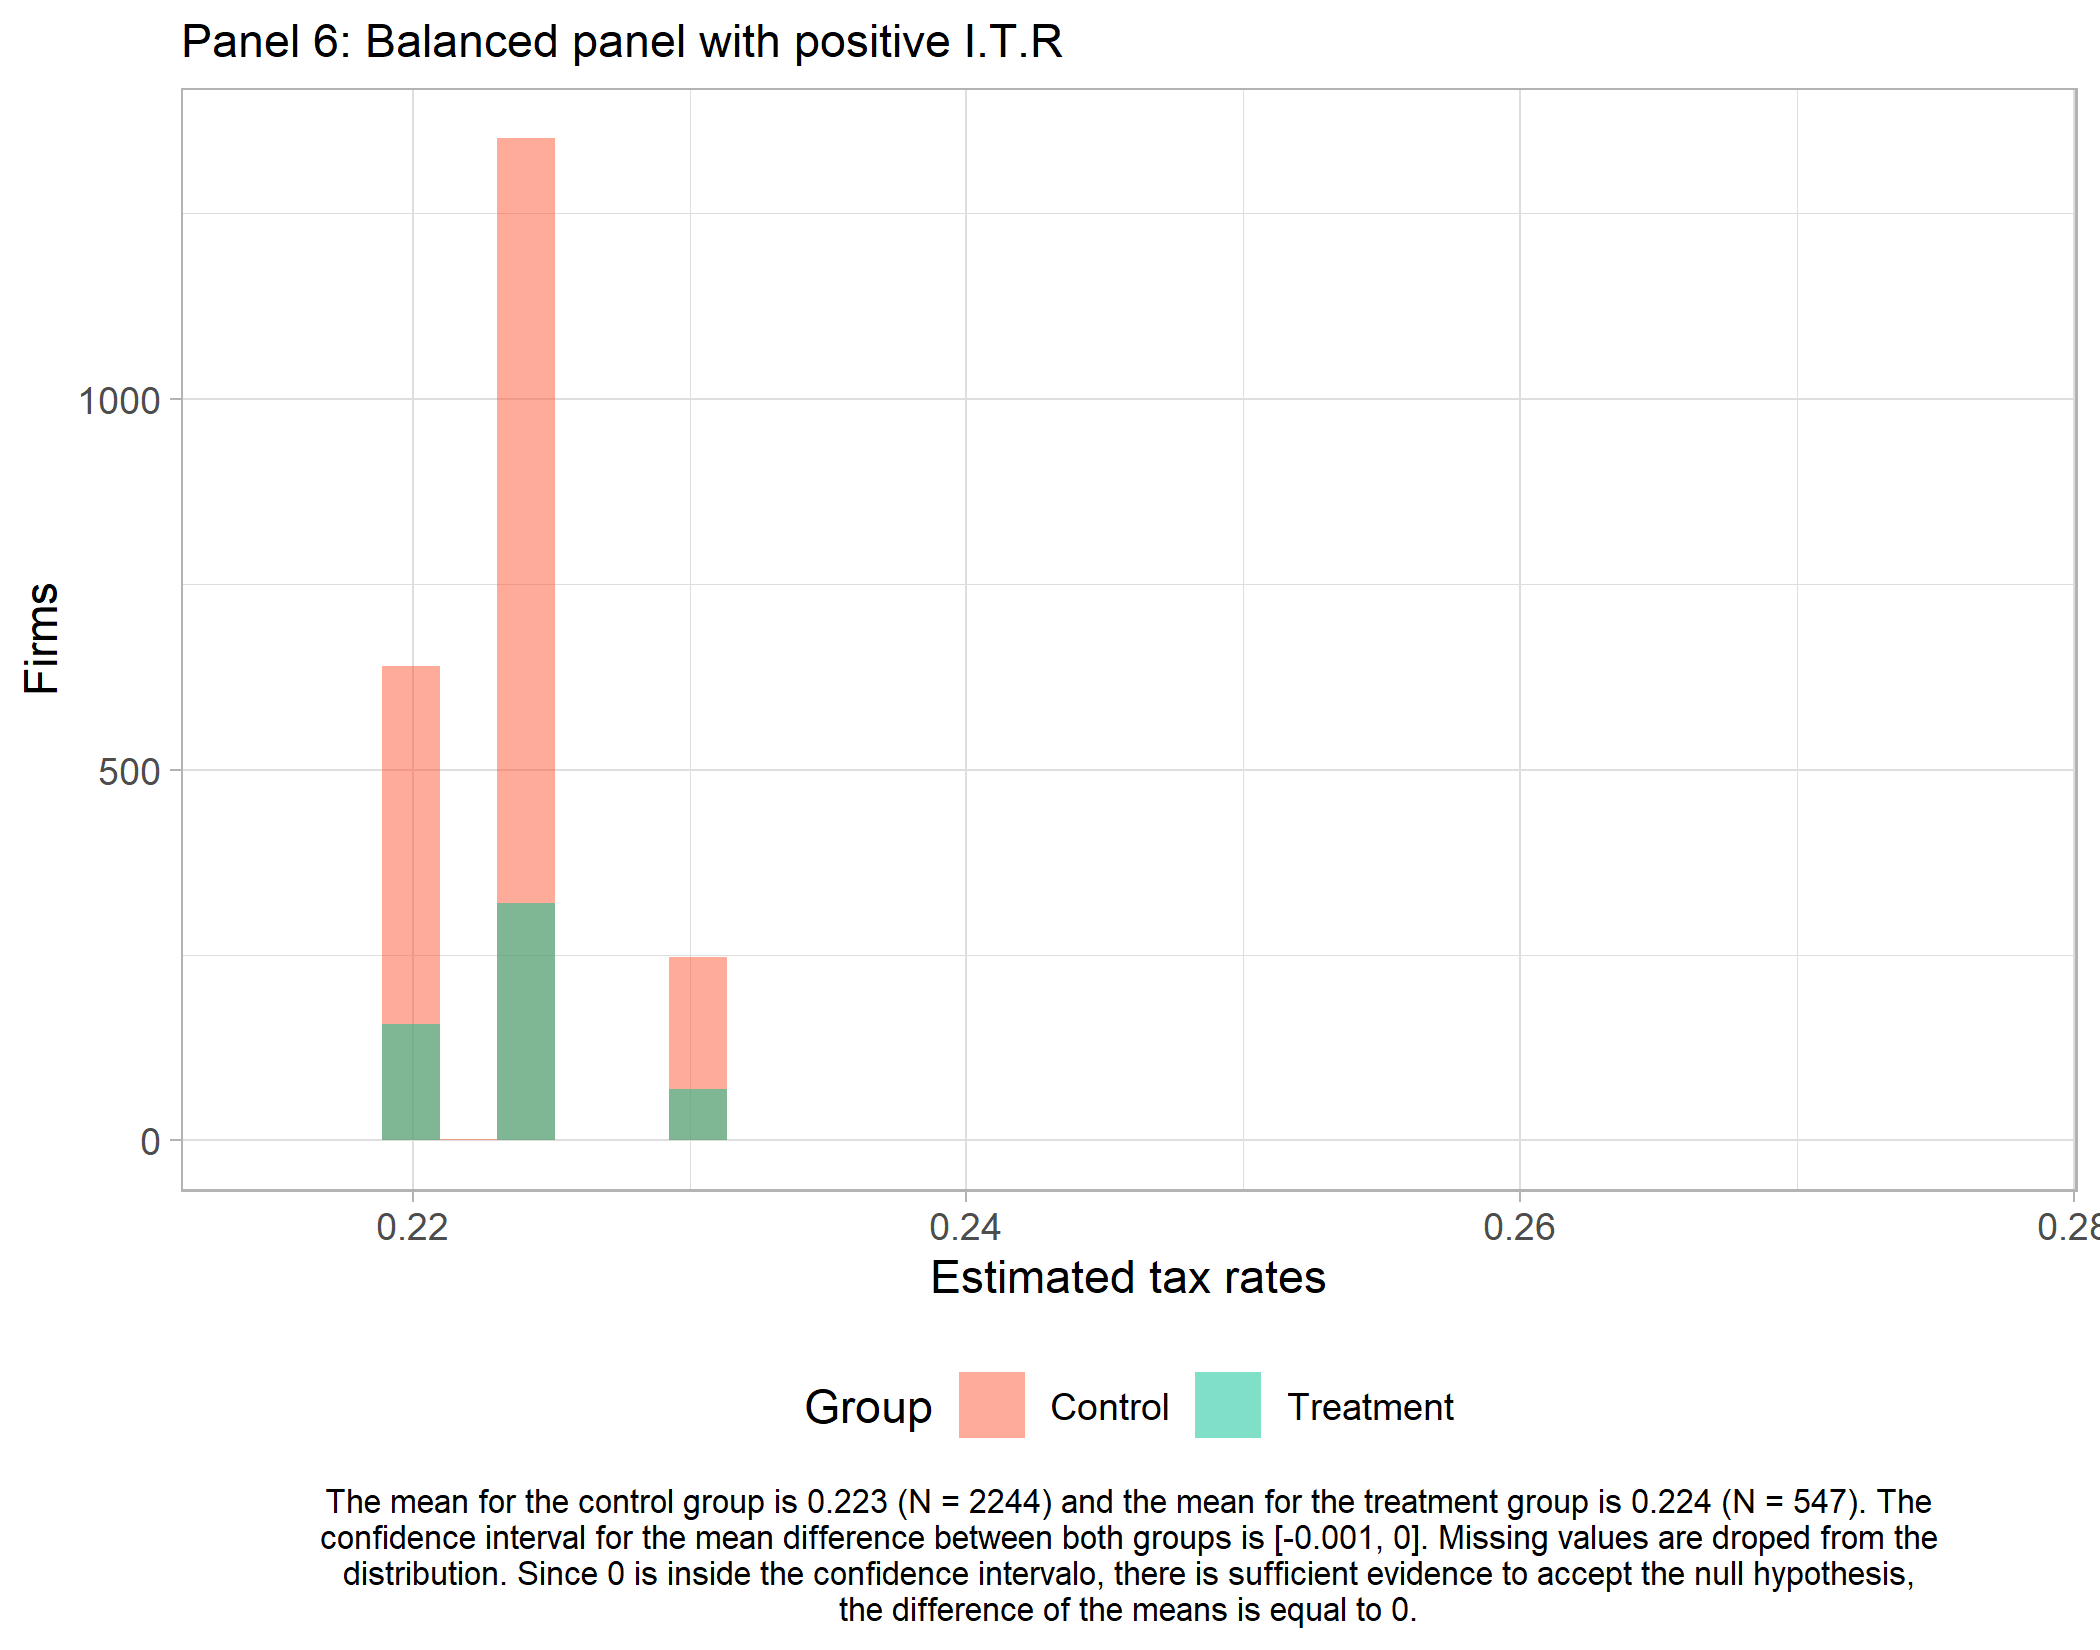 Panel 6: Balanced panel with positive I.T.R
Firms
1000
500
0
0.22 0.24 0.26 0.28
Estimated tax rates
Group Control Treatment
The mean for the control group is 0.223 (N = 2244) and the mean for the treatment group is 0.224 (N = 547). The
confidence interval for the mean difference between both groups is [-0.001, 0]. Missing values are droped from the
distribution. Since 0 is inside the confidence intervalo, there is sufficient evidence to accept the null hypothesis,
the difference of the means is equal to 0.